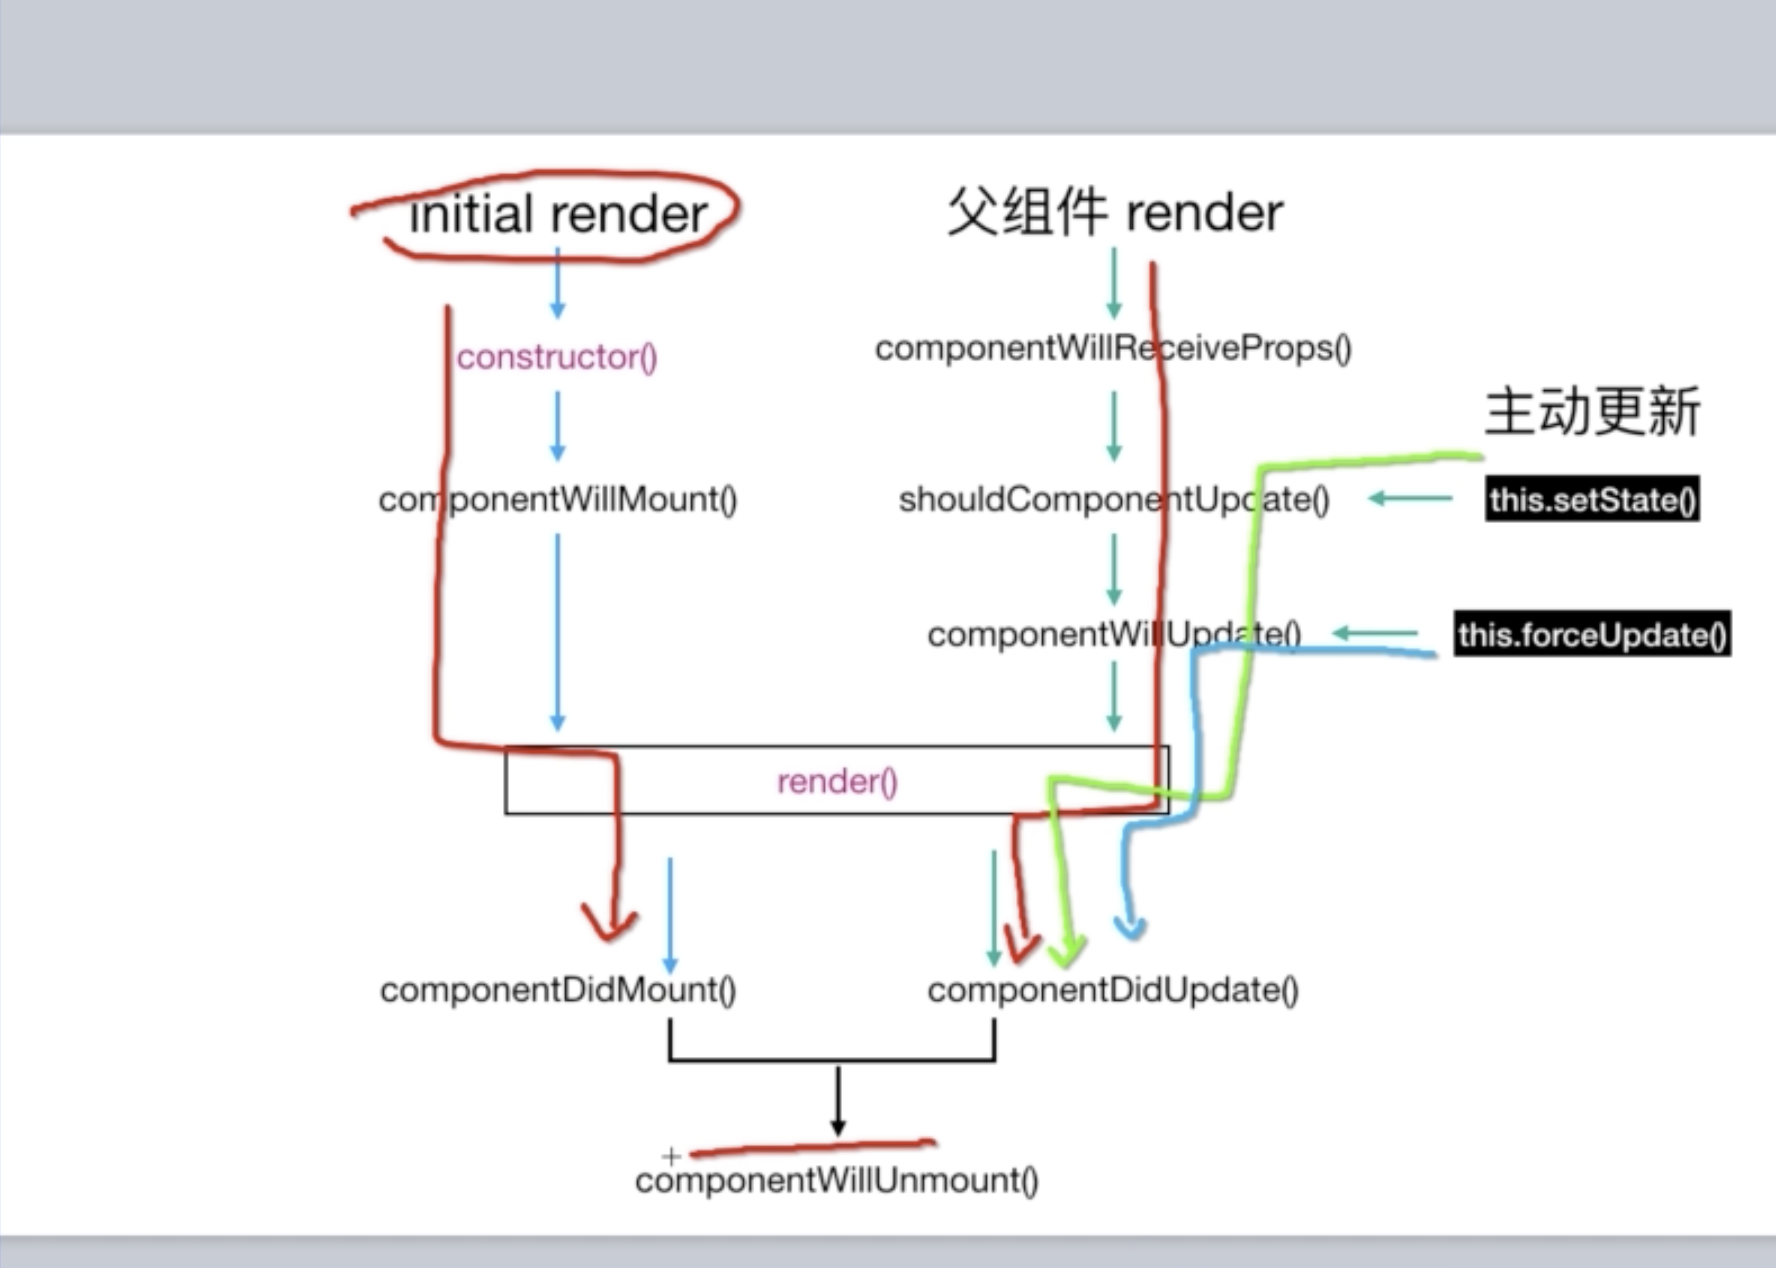 initial render
父组件 render
constructor()
componentWillReceiveProps()
主动更新
componentWillMount()
shouldComponentUpdate()
this.setState()
componentWillUpdate()
this.forceUpdate()
render()
componentDidMount()
componentDidUpdate()
componentWillUnmount()